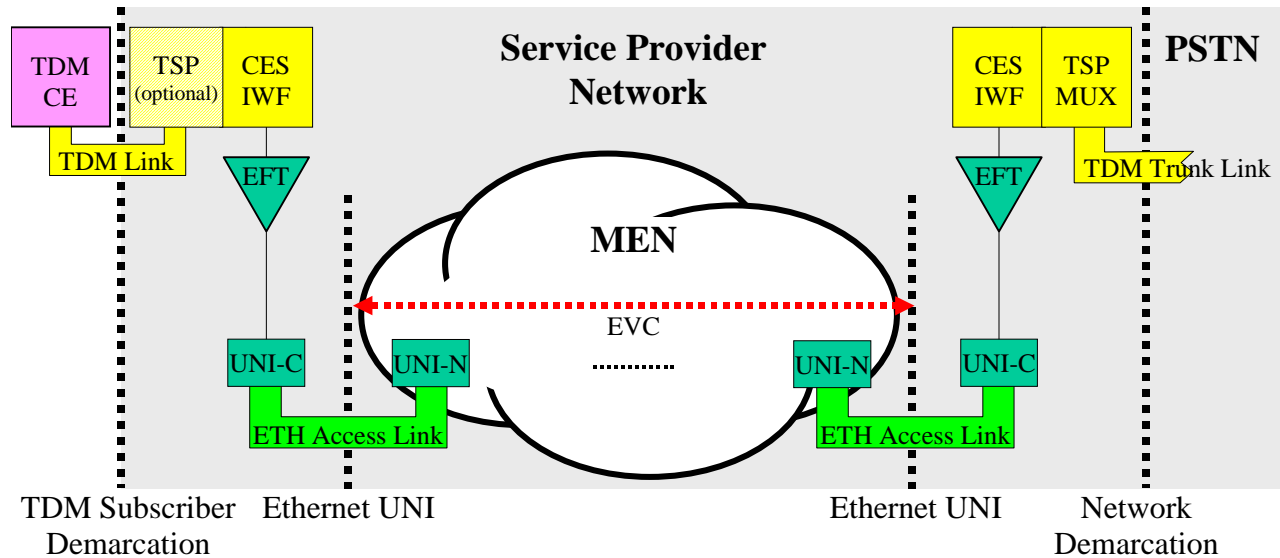 Service Provider
Network
PSTN
TDM
CE
TSP
(optional)
CES
IWF
CES
IWF
TSP
MUX
TDM Link
EFT
EFT
TDM Trunk Link
MEN
EVC
UNI-C
UNI-N
UNI-N
UNI-C
ETH Access Link
ETH Access Link
TDM Subscriber
Demarcation
Ethernet UNI
Ethernet UNI
Network
Demarcation